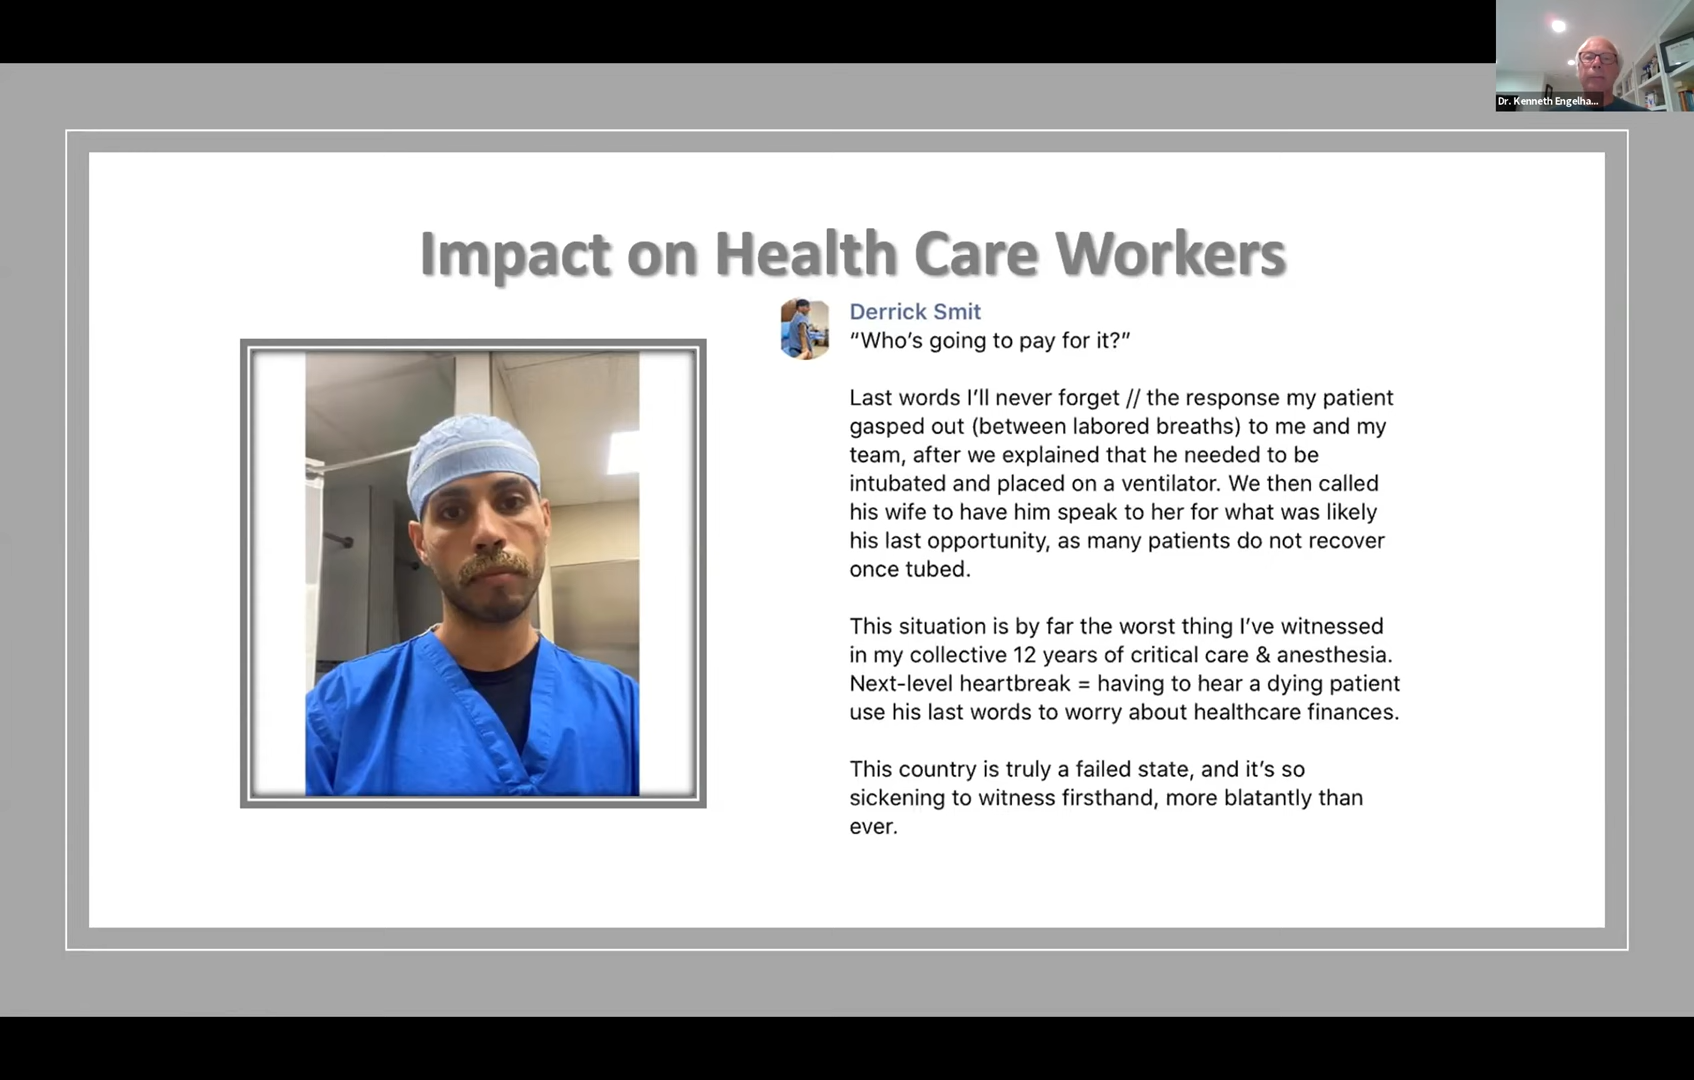 Dr. Kenneth Engelha...
Impact on Health Care Workers
Derrick Smit
“Who’s going to pay for it?”
Last words I’ll never forget // the response my patient
gasped out (between labored breaths) to me and my
team, after we explained that he needed to be
intubated and placed on a ventilator. We then called
his wife to have him speak to her for what was likely
his last opportunity, as many patients do not recover
once tubed.
This situation is by far the worst thing I’ve witnessed
in my collective 12 years of critical care & anesthesia.
Next-level heartbreak = having to hear a dying patient
use his last words to worry about healthcare finances.
This country is truly a failed state, and it’s so
sickening to witness firsthand, more blatantly than
ever.